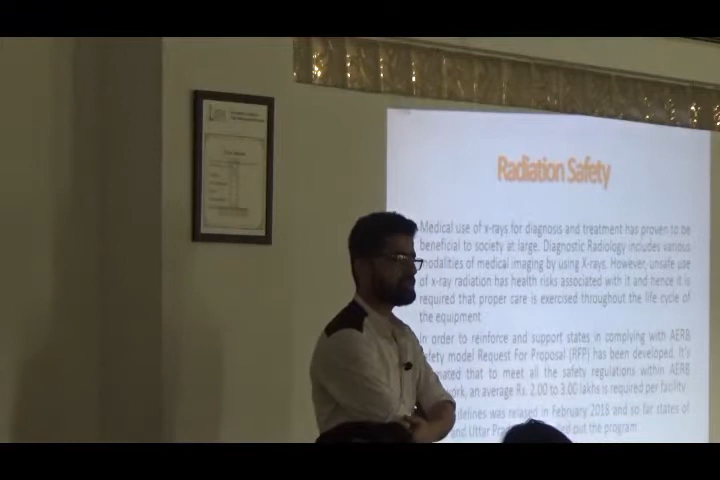 Radiation Safety
Medical use of x-rays for diagnosis and treatment has proven to be
beneficial to society at large. Diagnostic Radiology includes various
modalities of medical imaging by using X-rays. However, unsafe use
of x-ray radiation has health risks associated with it and hence it is
required that proper care is exercised throughout the life cycle of
the equipment
In order to reinforce and support states in complying with AERB
safety model Request For Proposal (RFP) has been developed. It's
mated that to meet all the safety regulations within AERB
work, an average Rs. 2.00 to 3.00 lakhs is required per facility
elines was relased in February 2018 and so far states of
and Uttar out the program